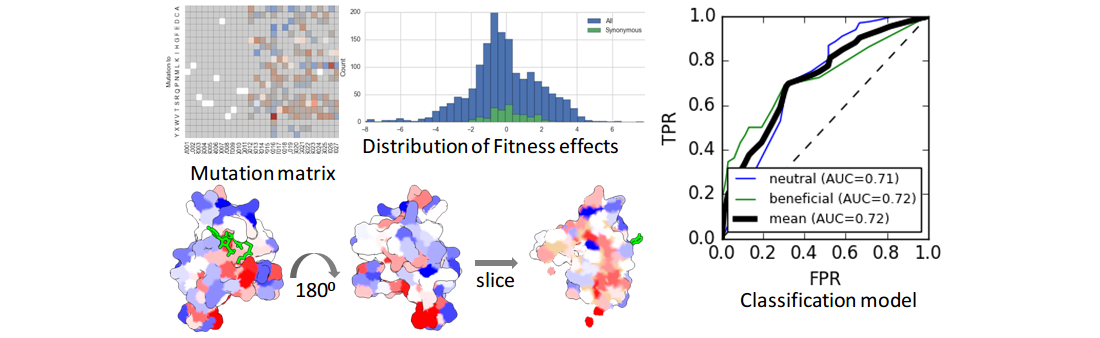 Mutation to
Y X W V T S R Q P N M L K I H G F E D C A
Mutation matrix
200
150
100
50
0
Count
All
Synonymous
-8 -6 -4 -2 0 2 4 6
Distribution of Fitness effects
180⁰
slice
1.0
0.8
0.6
0.4
0.2
0.0
TPR
neutral (AUC=0.71)
beneficial (AUC=0.72)
mean (AUC=0.72)
0.0 0.2 0.4 0.6 0.8 1.0
FPR
Classification model